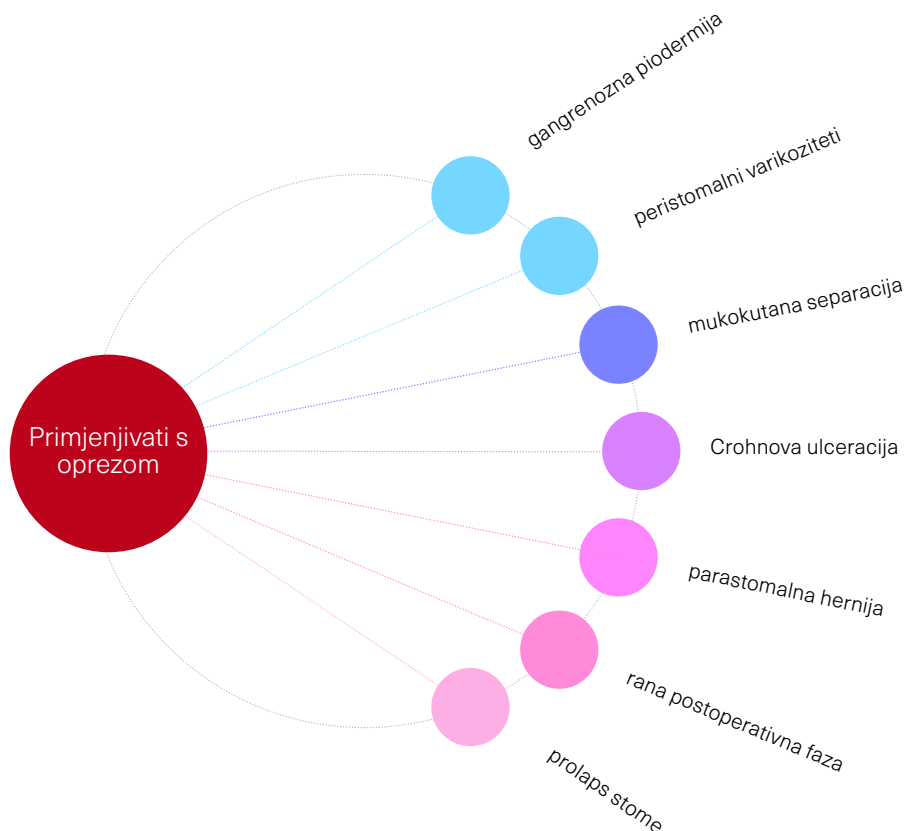 gangrenozna piodermija
peristomalni varikoziteti
mukokutana separacija
Primjenjivati s
oprezom
Crohnova ulceracija
parastomalna hernija
rana postoperativna faza
prolaps stome